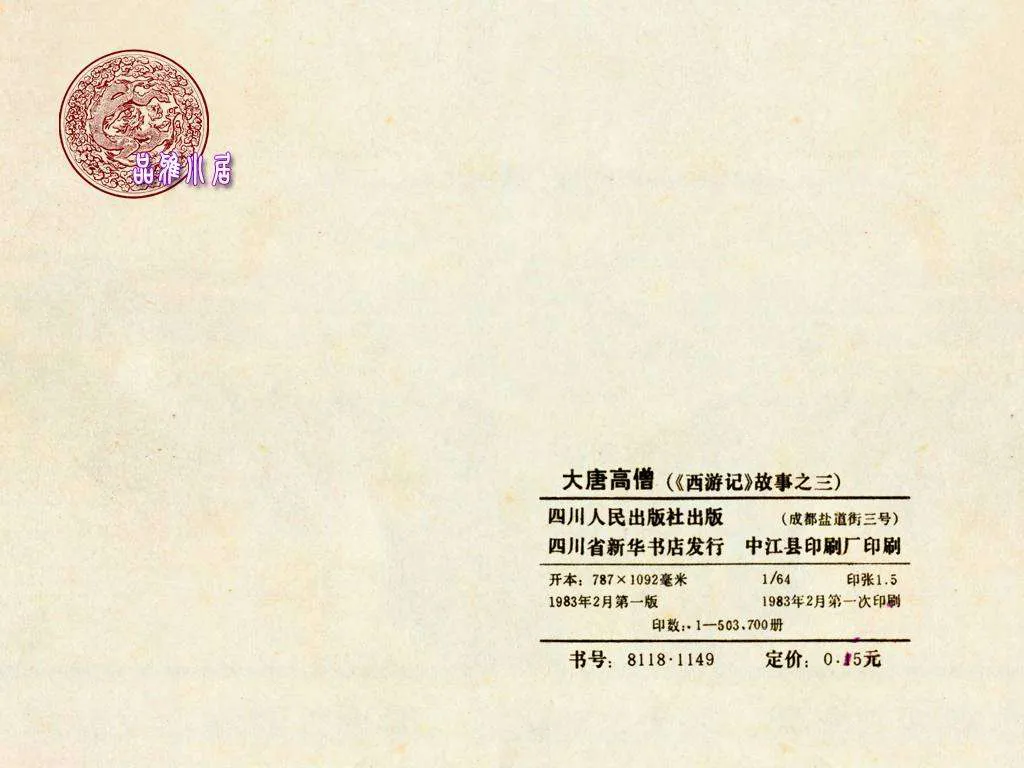 品雅小居
大唐高僧（《西游记》故事之三）
四川人民出版社出版 （成都盐道街三号）
四川省新华书店发行 中江县印刷厂印刷
开本：787×1092毫米 1/64 印张1.5
1983年2月第一版 1983年2月第一次印刷
印数：·1—503,700册
书号：8118·1149 定价：0.15元